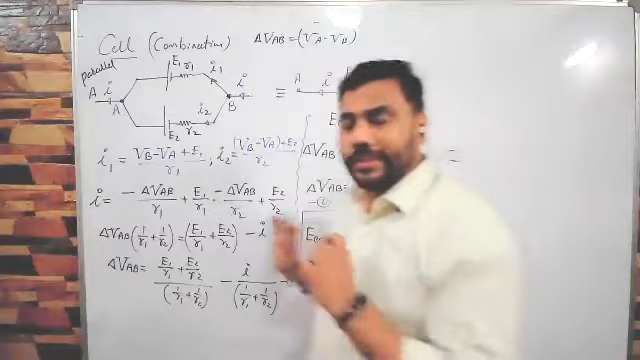 Cell (Combination) ΔV_AB = (V_A - V_B)
parallel
E₁ r₁ i₁
A i A B i ≡ A i
i₂
E₂ r₂
i₁ = (V_B - V_A + E₁)/r₁ ; i₂ = ((V_B - V_A) + E₂)/r₂
ΔV_AB
i = -ΔV_AB/r₁ + E₁/r₁ - ΔV_AB/r₂ + E₂/r₂
ΔV_AB =
ΔV_AB (1/r₁ + 1/r₂) = (E₁/r₁ + E₂/r₂) - i
ΔV_AB = (E₁/r₁ + E₂/r₂)/(1/r₁ + 1/r₂) - i/(1/r₁ + 1/r₂)